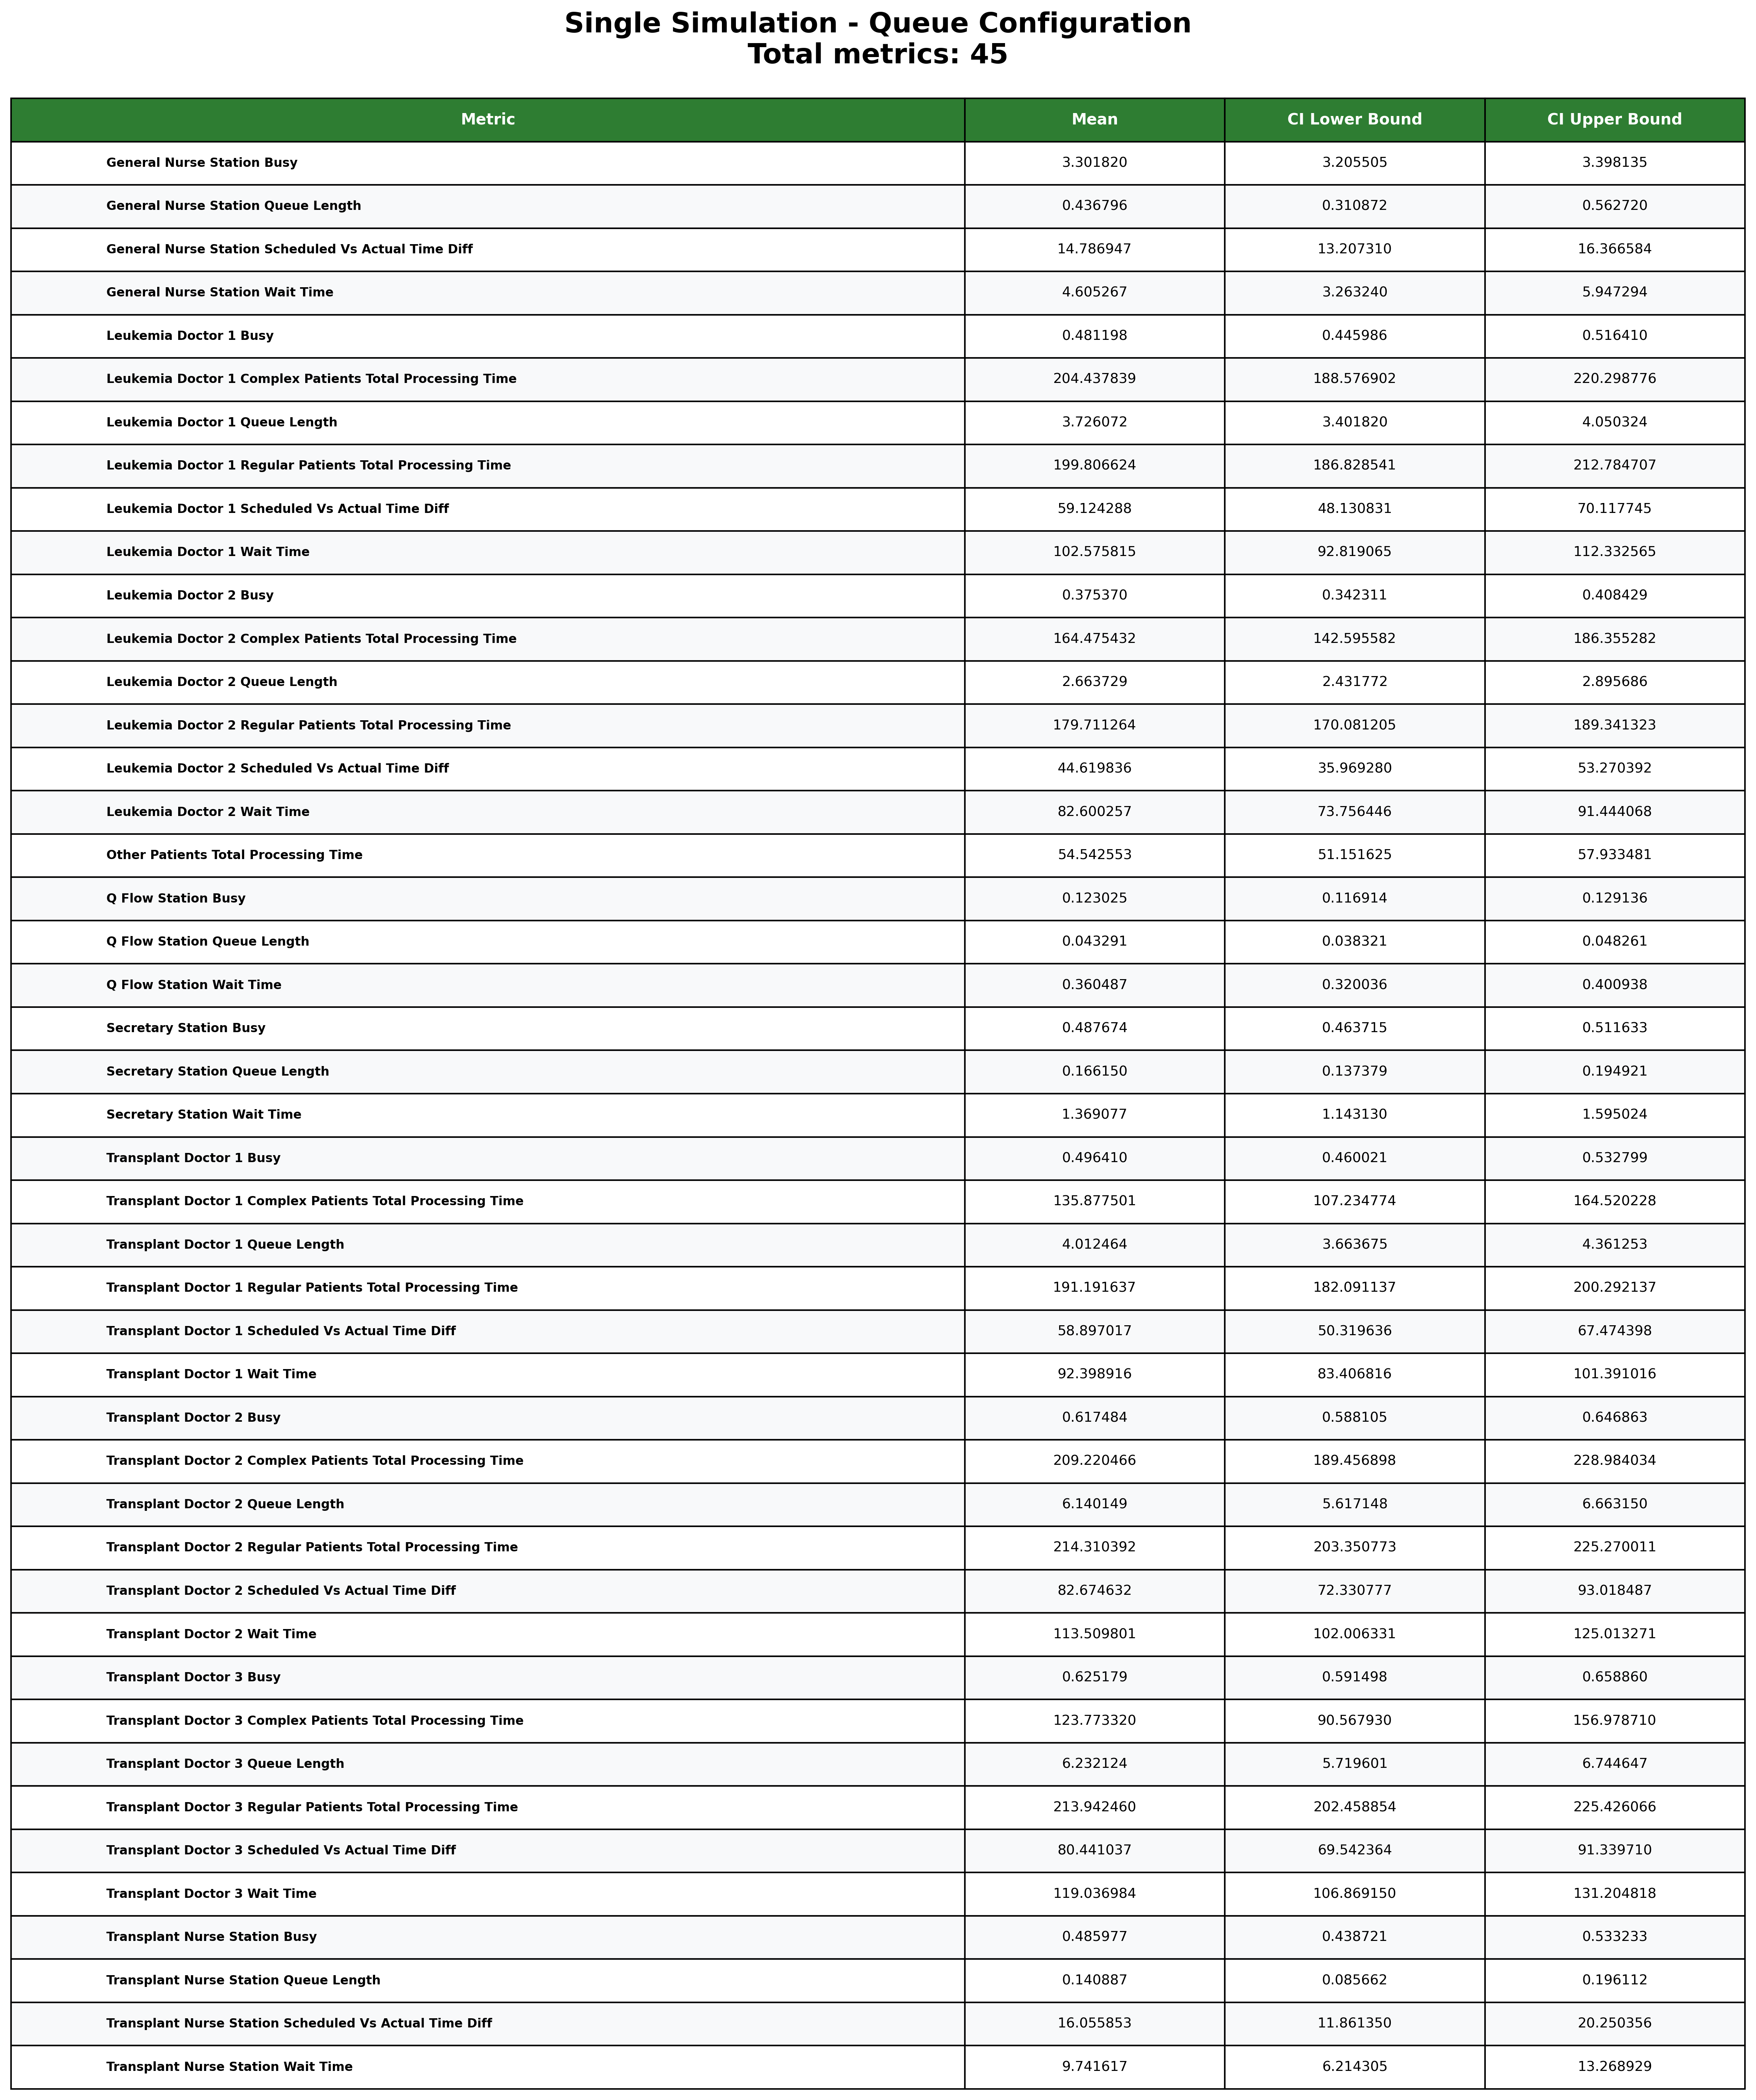 Single Simulation - Queue Configuration
Total metrics: 45
Metric Mean CI Lower Bound CI Upper Bound
General Nurse Station Busy 3.301820 3.205505 3.398135
General Nurse Station Queue Length 0.436796 0.310872 0.562720
General Nurse Station Scheduled Vs Actual Time Diff 14.786947 13.207310 16.366584
General Nurse Station Wait Time 4.605267 3.263240 5.947294
Leukemia Doctor 1 Busy 0.481198 0.445986 0.516410
Leukemia Doctor 1 Complex Patients Total Processing Time 204.437839 188.576902 220.298776
Leukemia Doctor 1 Queue Length 3.726072 3.401820 4.050324
Leukemia Doctor 1 Regular Patients Total Processing Time 199.806624 186.828541 212.784707
Leukemia Doctor 1 Scheduled Vs Actual Time Diff 59.124288 48.130831 70.117745
Leukemia Doctor 1 Wait Time 102.575815 92.819065 112.332565
Leukemia Doctor 2 Busy 0.375370 0.342311 0.408429
Leukemia Doctor 2 Complex Patients Total Processing Time 164.475432 142.595582 186.355282
Leukemia Doctor 2 Queue Length 2.663729 2.431772 2.895686
Leukemia Doctor 2 Regular Patients Total Processing Time 179.711264 170.081205 189.341323
Leukemia Doctor 2 Scheduled Vs Actual Time Diff 44.619836 35.969280 53.270392
Leukemia Doctor 2 Wait Time 82.600257 73.756446 91.444068
Other Patients Total Processing Time 54.542553 51.151625 57.933481
Q Flow Station Busy 0.123025 0.116914 0.129136
Q Flow Station Queue Length 0.043291 0.038321 0.048261
Q Flow Station Wait Time 0.360487 0.320036 0.400938
Secretary Station Busy 0.487674 0.463715 0.511633
Secretary Station Queue Length 0.166150 0.137379 0.194921
Secretary Station Wait Time 1.369077 1.143130 1.595024
Transplant Doctor 1 Busy 0.496410 0.460021 0.532799
Transplant Doctor 1 Complex Patients Total Processing Time 135.877501 107.234774 164.520228
Transplant Doctor 1 Queue Length 4.012464 3.663675 4.361253
Transplant Doctor 1 Regular Patients Total Processing Time 191.191637 182.091137 200.292137
Transplant Doctor 1 Scheduled Vs Actual Time Diff 58.897017 50.319636 67.474398
Transplant Doctor 1 Wait Time 92.398916 83.406816 101.391016
Transplant Doctor 2 Busy 0.617484 0.588105 0.646863
Transplant Doctor 2 Complex Patients Total Processing Time 209.220466 189.456898 228.984034
Transplant Doctor 2 Queue Length 6.140149 5.617148 6.663150
Transplant Doctor 2 Regular Patients Total Processing Time 214.310392 203.350773 225.270011
Transplant Doctor 2 Scheduled Vs Actual Time Diff 82.674632 72.330777 93.018487
Transplant Doctor 2 Wait Time 113.509801 102.006331 125.013271
Transplant Doctor 3 Busy 0.625179 0.591498 0.658860
Transplant Doctor 3 Complex Patients Total Processing Time 123.773320 90.567930 156.978710
Transplant Doctor 3 Queue Length 6.232124 5.719601 6.744647
Transplant Doctor 3 Regular Patients Total Processing Time 213.942460 202.458854 225.426066
Transplant Doctor 3 Scheduled Vs Actual Time Diff 80.441037 69.542364 91.339710
Transplant Doctor 3 Wait Time 119.036984 106.869150 131.204818
Transplant Nurse Station Busy 0.485977 0.438721 0.533233
Transplant Nurse Station Queue Length 0.140887 0.085662 0.196112
Transplant Nurse Station Scheduled Vs Actual Time Diff 16.055853 11.861350 20.250356
Transplant Nurse Station Wait Time 9.741617 6.214305 13.268929